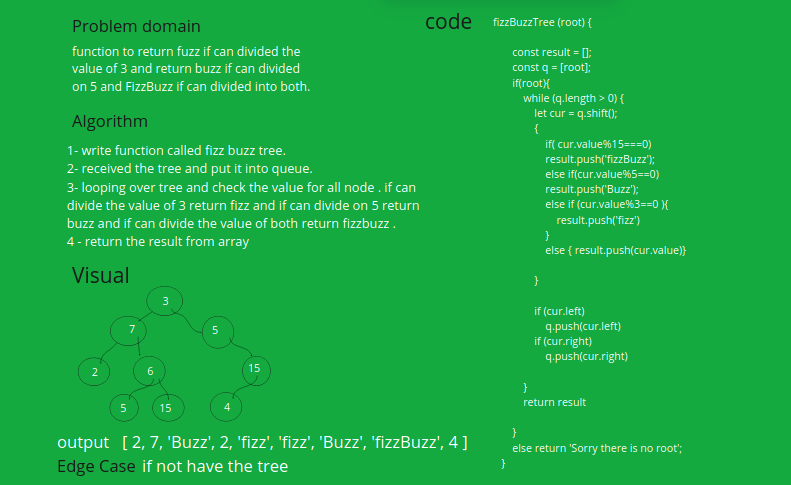 Problem domain
function to return fuzz if can divided the
value of 3 and return buzz if can divided
on 5 and FizzBuzz if can divided into both.
Algorithm
1- write function called fizz buzz tree.
2- received the tree and put it into queue.
3- looping over tree and check the value for all node . if can
divide the value of 3 return fizz and if can divide on 5 return
buzz and if can divide the value of both return fizzbuzz .
4 - return the result from array
Visual
3
7
5
2
6
15
5
15
4
output [ 2, 7, 'Buzz', 2, 'fizz', 'fizz', 'Buzz', 'fizzBuzz', 4 ]
Edge Case if not have the tree
code
fizzBuzzTree (root) {
const result = [];
const q = [root];
if(root){
while (q.length > 0) {
let cur = q.shift();
{
if( cur.value%15===0)
result.push('fizzBuzz');
else if(cur.value%5==0)
result.push('Buzz');
else if (cur.value%3==0 ){
result.push('fizz')
}
else { result.push(cur.value)}
}
if (cur.left)
q.push(cur.left)
if (cur.right)
q.push(cur.right)
}
return result
}
else return 'Sorry there is no root';
}